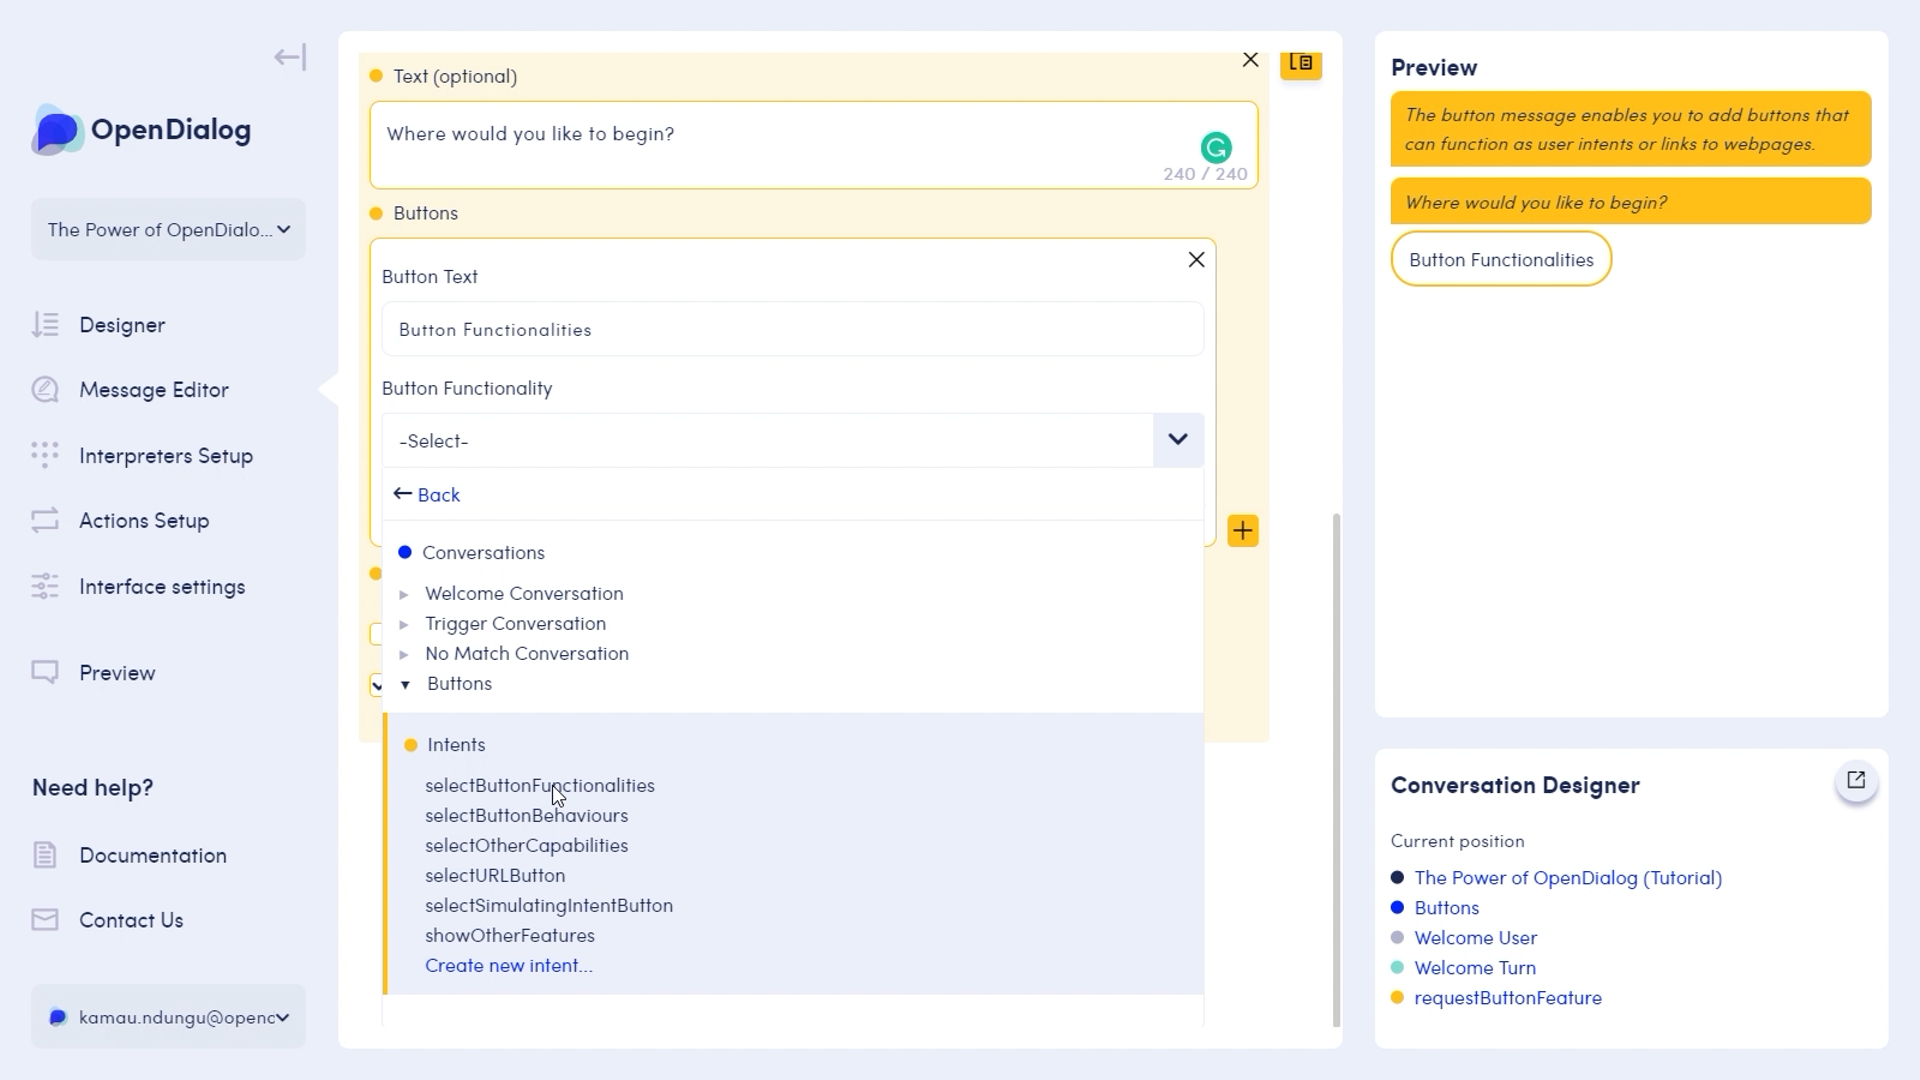 OpenDialog
The Power of OpenDialo...
Designer
Message Editor
Interpreters Setup
Actions Setup
Interface settings
Preview
Need help?
Documentation
Contact Us
kamau.ndungu@openc
Text (optional)
Where would you like to begin?
240 / 240
Buttons
Button Text
Button Functionalities
Button Functionality
-Select-
Back
Conversations
Welcome Conversation
Trigger Conversation
No Match Conversation
Buttons
Intents
selectButtonFunctionalities
selectButtonBehaviours
selectOtherCapabilities
selectURLButton
selectSimulatingIntentButton
showOtherFeatures
Create new intent...
Preview
The button message enables you to add buttons that
can function as user intents or links to webpages.
Where would you like to begin?
Button Functionalities
Conversation Designer
Current position
The Power of OpenDialog (Tutorial)
Buttons
Welcome User
Welcome Turn
requestButtonFeature